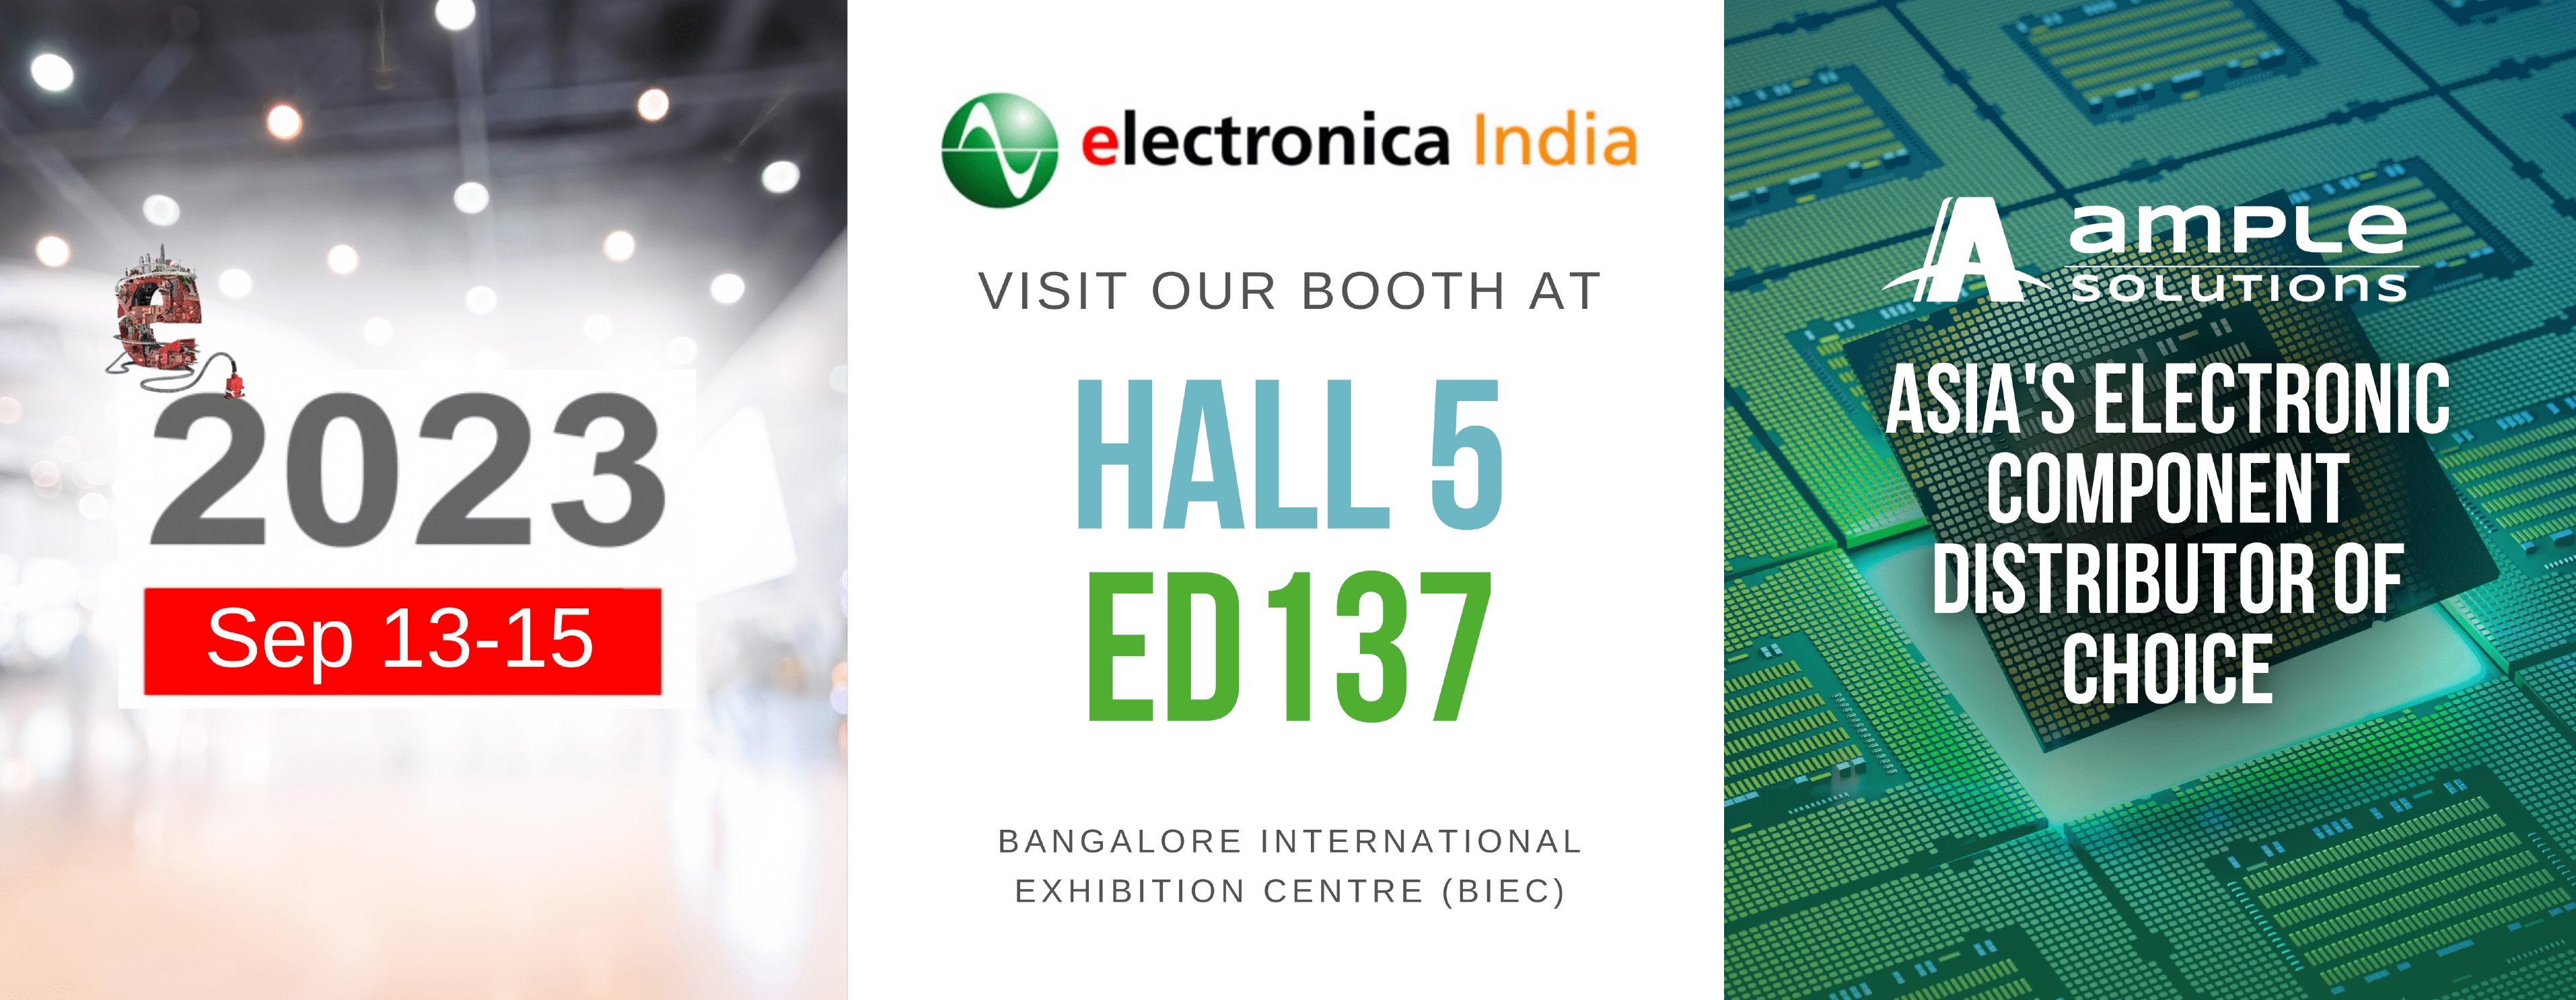 e
2023
Sep 13-15
electronica India
VISIT OUR BOOTH AT
HALL 5
ED137
BANGALORE INTERNATIONAL
EXHIBITION CENTRE (BIEC)
A
amPLe
SOLUTIONS
ASIA'S ELECTRONIC
COMPONENT
DISTRIBUTOR OF
CHOICE